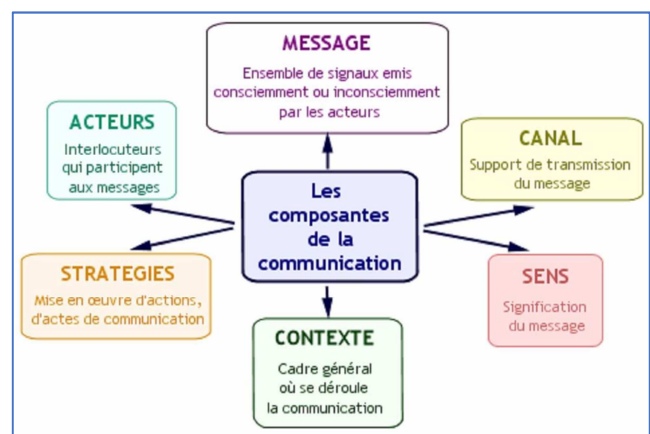 MESSAGE
Ensemble de signaux emis
consciemment ou inconsciemment
par les acteurs
ACTEURS
Interlocuteurs
qui participent
aux messages
CANAL
Support de transmission
du message
Les
composantes
de la
communication
STRATEGIES
Mise en œuvre d'actions,
d'actes de communication
SENS
Signification
du message
CONTEXTE
Cadre général
où se déroule
la communication